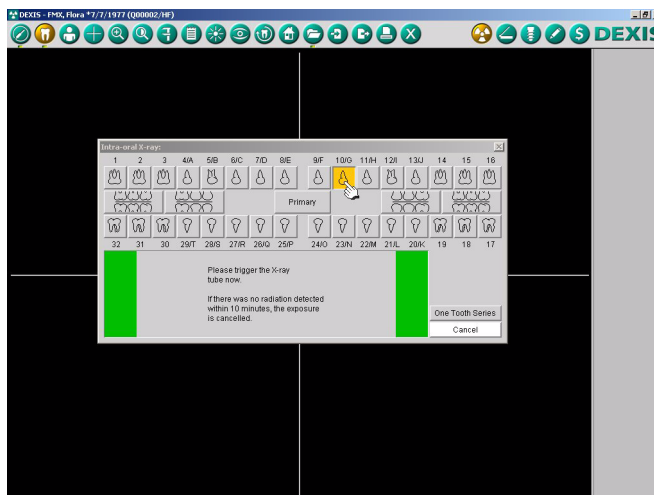 DEXIS - FMX, Flora *7/7/1977 (Q00002/HF)
DEXIS
Intra-oral X-ray:
1 2 3 4/A 5/B 6/C 7/D 8/E 9/F 10/G 11/H 12/I 13/J 14 15 16
Primary
32 31 30 29/T 28/S 27/R 26/Q 25/P 24/O 23/N 22/M 21/L 20/K 19 18 17
Please trigger the X-ray
tube now.
If there was no radiation detected
within 10 minutes, the exposure
is cancelled.
One Tooth Series
Cancel